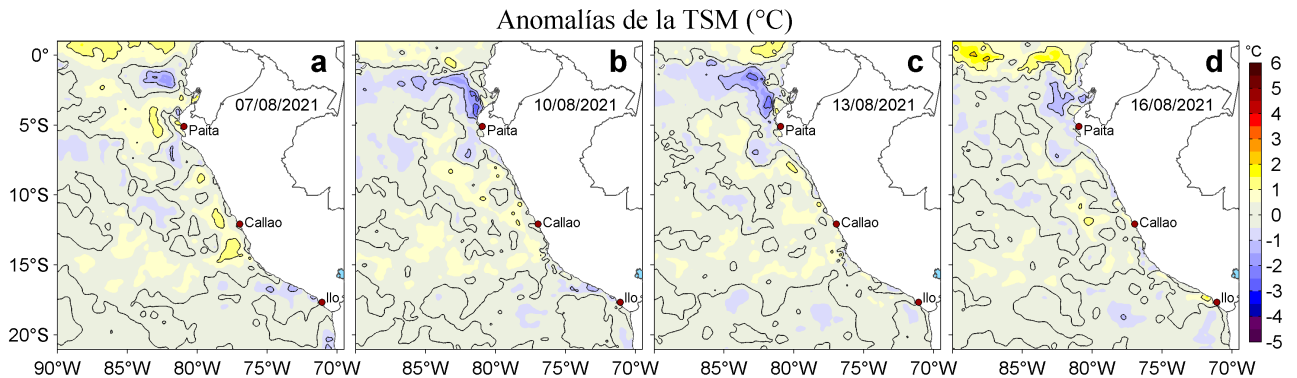 Anomalías de la TSM (°C)
a
b
c
d
°C
07/08/2021
10/08/2021
13/08/2021
16/08/2021
0°
5°S
10°S
15°S
20°S
Paita
Callao
Ilo
Paita
Callao
Ilo
Paita
Callao
Ilo
Paita
Callao
Ilo
90°W 85°W 80°W 75°W 70°W
85°W 80°W 75°W 70°W
85°W 80°W 75°W 70°W
85°W 80°W 75°W 70°W
6
5
4
3
2
1
0
-1
-2
-3
-4
-5